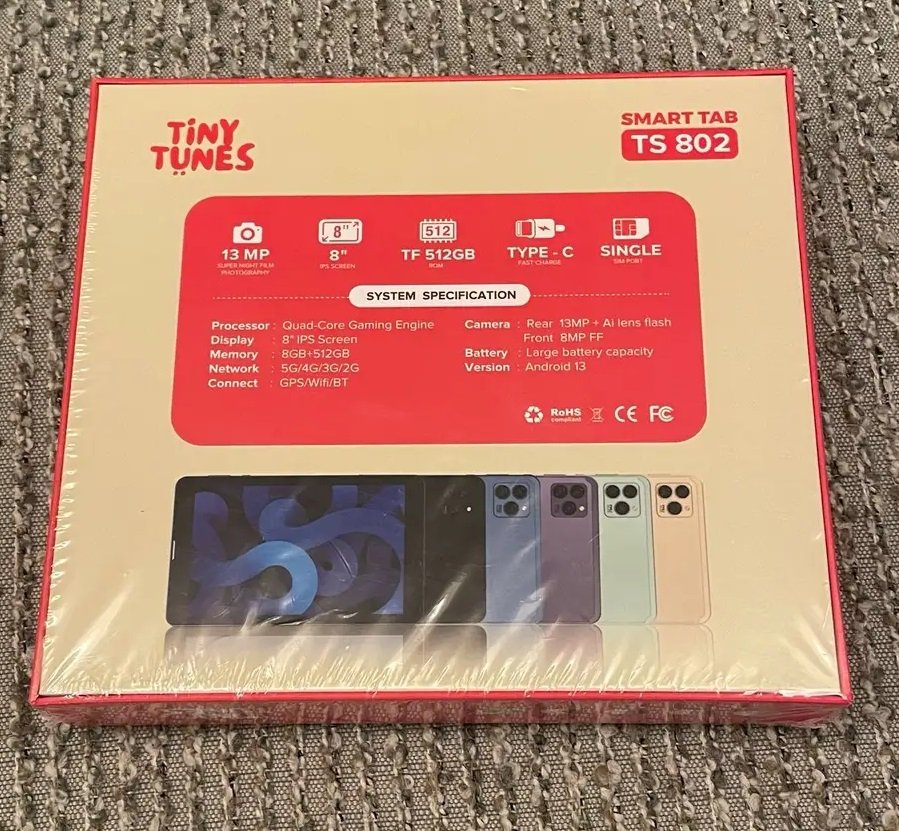 TiNY
TUNES
SMART TAB
TS 802
13 MP
SUPER NIGHT FILM
PHOTOGRAPHY
8"
8"
IPS SCREEN
512
TF 512GB
ROM
TYPE - C
FAST CHARGE
SINGLE
SIM PORT
SYSTEM SPECIFICATION
Processor : Quad-Core Gaming Engine
Display : 8" IPS Screen
Memory : 8GB+512GB
Network : 5G/4G/3G/2G
Connect : GPS/Wifi/BT
Camera : Rear 13MP + Ai lens flash
Front 8MP FF
Battery : Large battery capacity
Version : Android 13
RoHS
compliant
CE FC